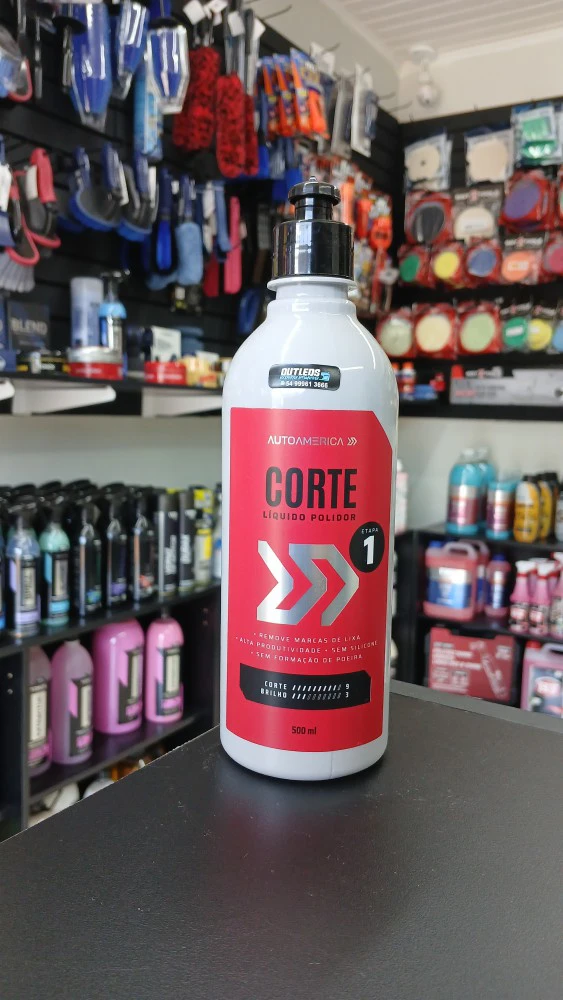 OUTLEDS
54 99961 3666
AUTOAMERICA
CORTE
LÍQUIDO POLIDOR
ETAPA
1
• REMOVE MARCAS DE LIXA
• ALTA PRODUTIVIDADE • SEM SILICONE
• SEM FORMAÇÃO DE POEIRA
CORTE 9
BRILHO 3
500 ml
BLEND